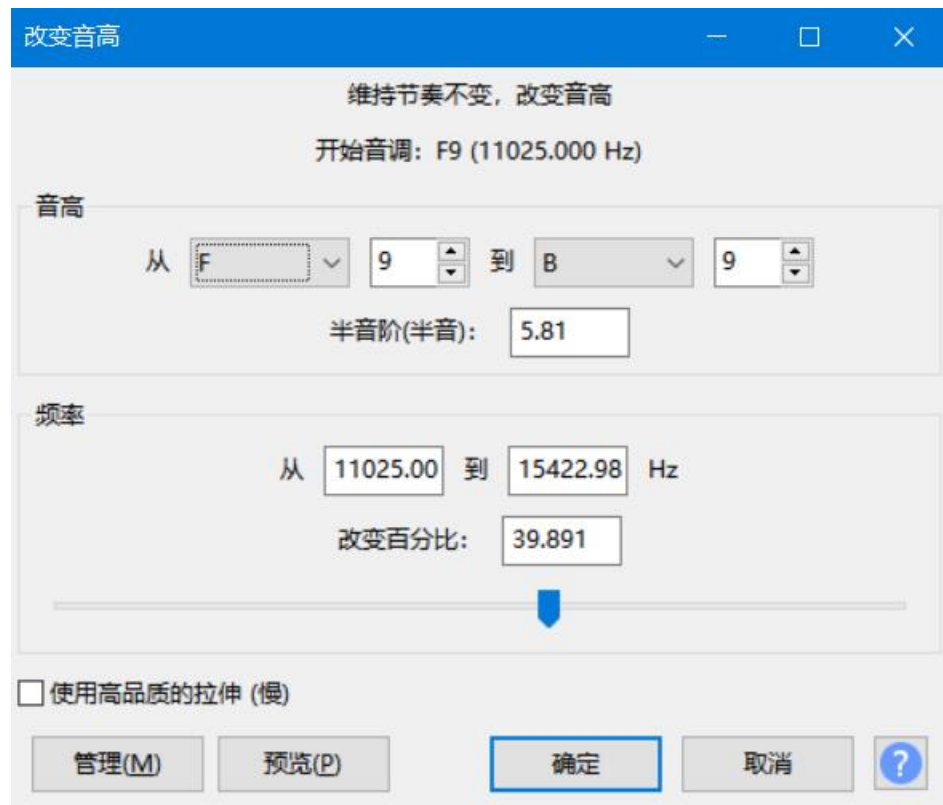 改变音高
维持节奏不变，改变音高
开始音调：F9 (11025.000 Hz)
音高
从 F 9 到 B 9
半音阶(半音)： 5.81
频率
从 11025.00 到 15422.98 Hz
改变百分比： 39.891
使用高品质的拉伸 (慢)
管理(M) 预览(P) 确定 取消 ?